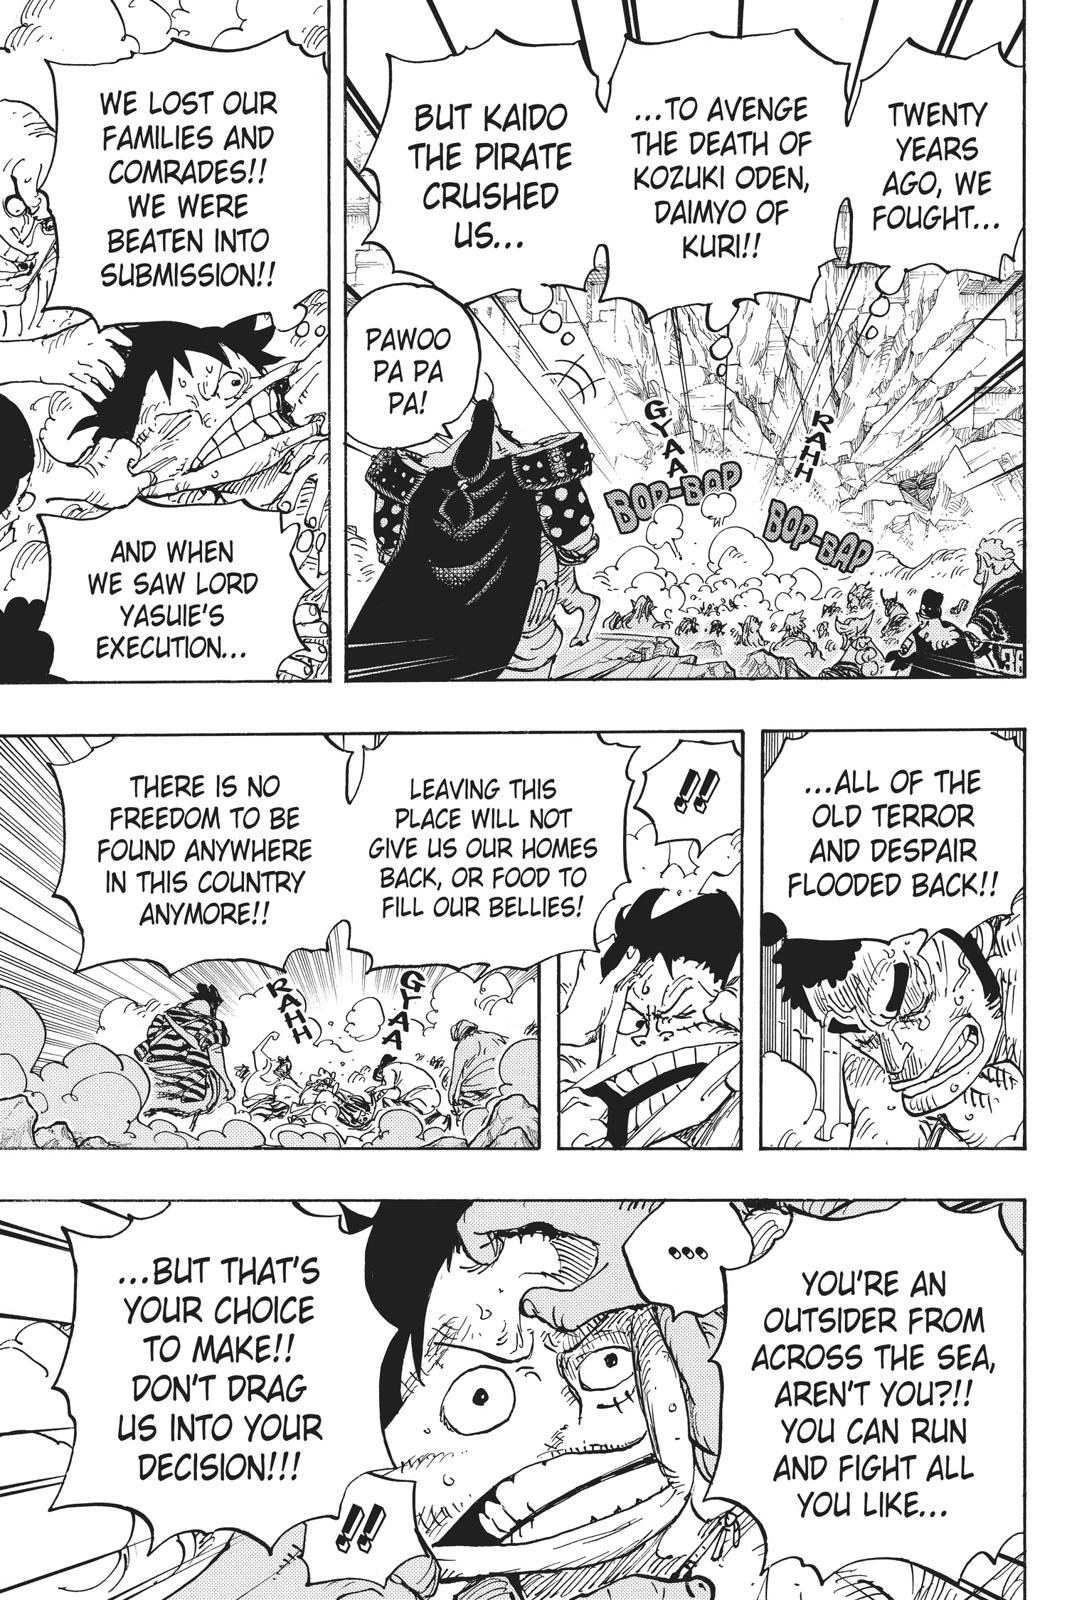 TWENTY
YEARS
AGO, WE
FOUGHT...
...TO AVENGE
THE DEATH OF
KOZUKI ODEN,
DAIMYO OF
KURI!!
BUT KAIDO
THE PIRATE
CRUSHED
US...
PAWOO
PA PA
PA!
GYAA
BOP-BOP
RAHH
BOP-BAP
WE LOST OUR
FAMILIES AND
COMRADES!!
WE WERE
BEATEN INTO
SUBMISSION!!
AND WHEN
WE SAW LORD
YASUIE'S
EXECUTION...
...ALL OF THE
OLD TERROR
AND DESPAIR
FLOODED BACK!!
!!
LEAVING THIS
PLACE WILL NOT
GIVE US OUR HOMES
BACK, OR FOOD TO
FILL OUR BELLIES!
THERE IS NO
FREEDOM TO BE
FOUND ANYWHERE
IN THIS COUNTRY
ANYMORE!!
GYAA
RAHH
...
YOU'RE AN
OUTSIDER FROM
ACROSS THE SEA,
AREN'T YOU?!!
YOU CAN RUN
AND FIGHT ALL
YOU LIKE...
...BUT THAT'S
YOUR CHOICE
TO MAKE!!
DON'T DRAG
US INTO YOUR
DECISION!!!
!!